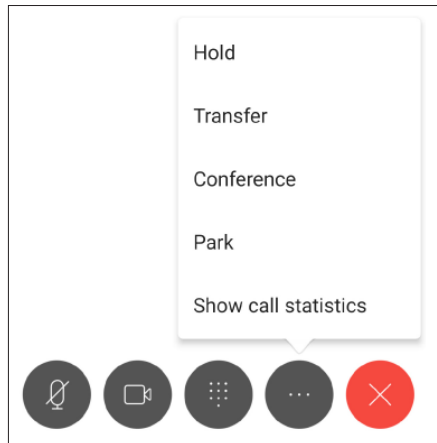 Hold
Transfer
Conference
Park
Show call statistics